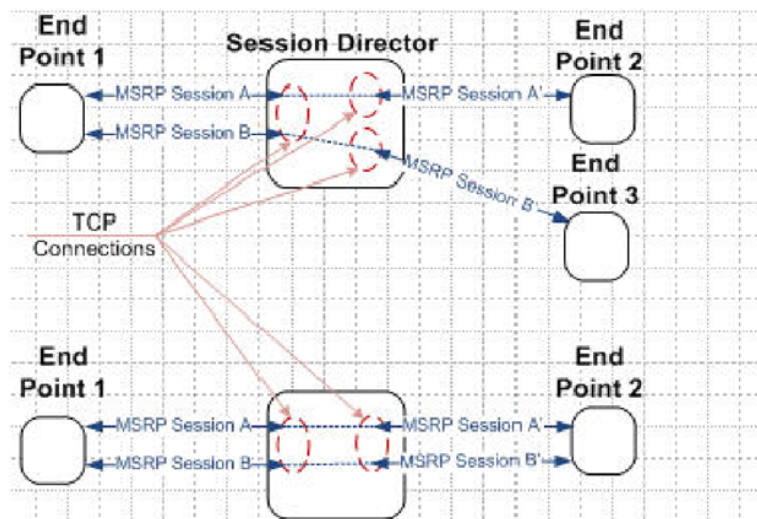 End
Point 1
Session Director
End
Point 2
MSRP Session A
MSRP Session A'
MSRP Session B
MSRP Session B
End
Point 3
TCP
Connections
End
Point 1
End
Point 2
MSRP Session A
MSRP Session A'
MSRP Session B
MSRP Session B'